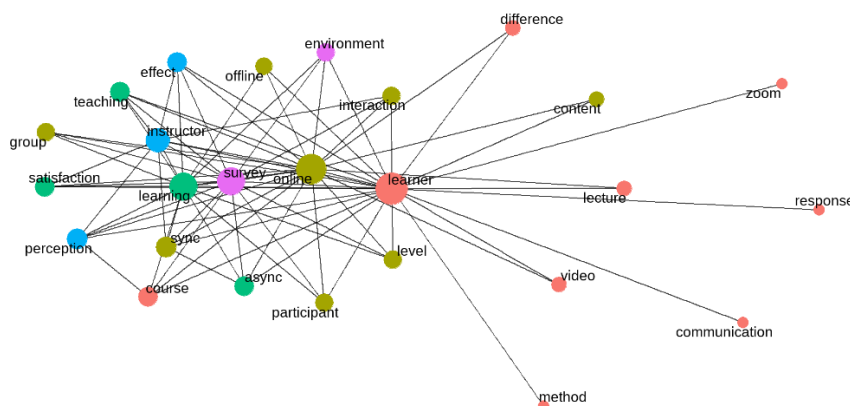 difference
environment
effect
offline
zoom
teaching
interaction
content
instructor
group
satisfaction
survey
online
learner
learning
lecture
response
sync
perception
level
async
video
course
participant
communication
method